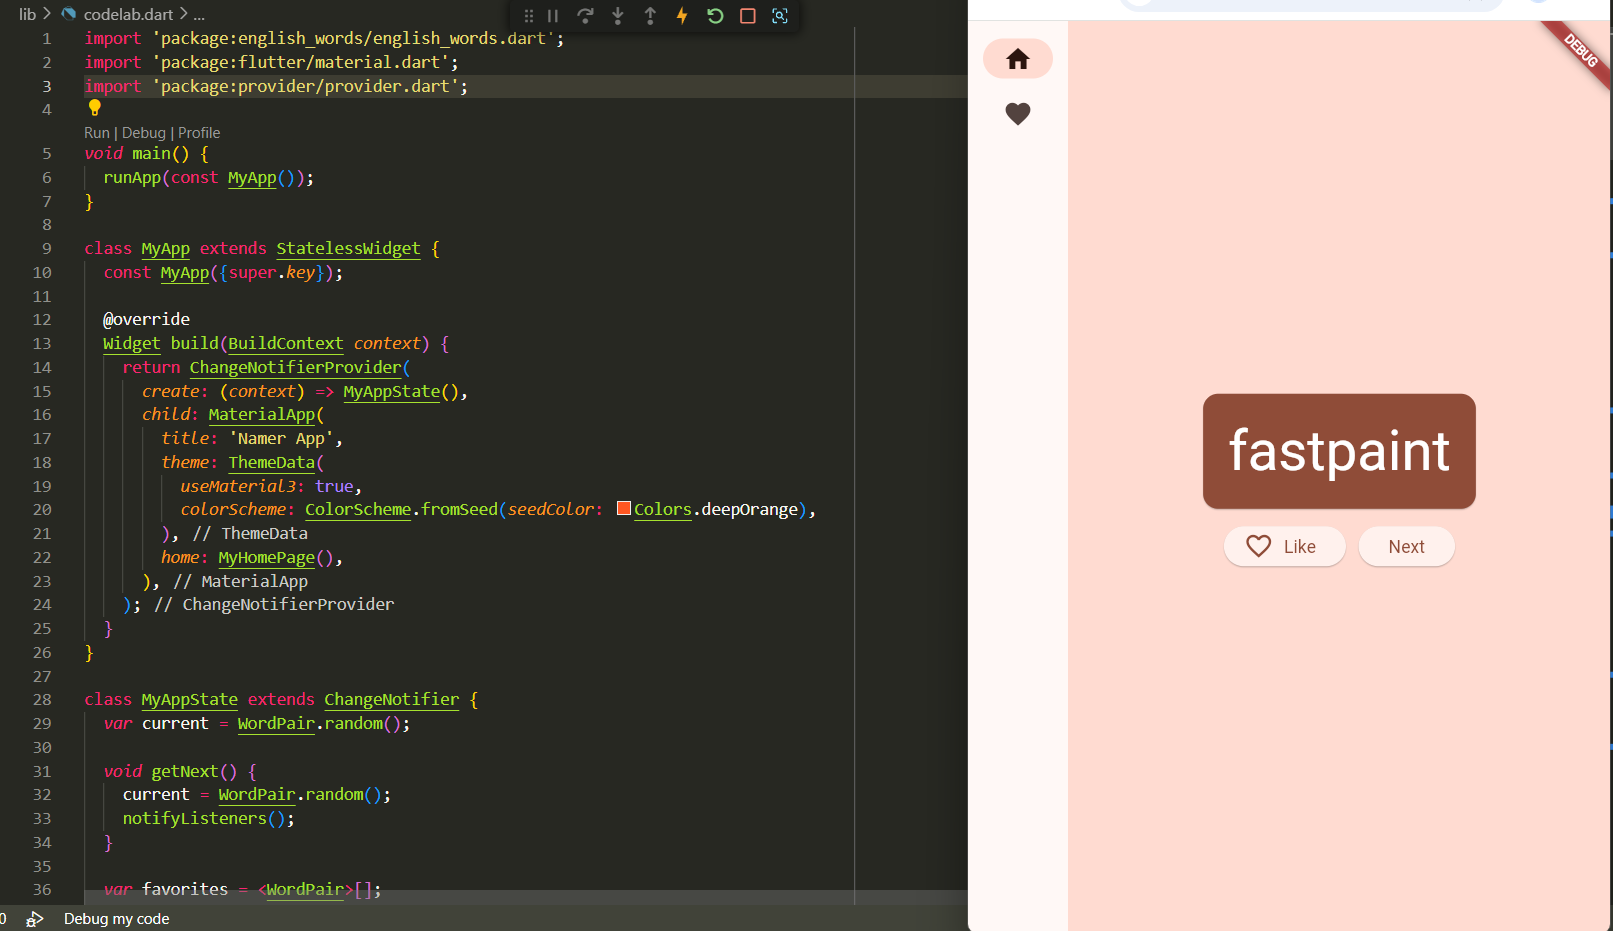 lib > codelab.dart > ...
1 import 'package:english_words/english_words.dart';
2 import 'package:flutter/material.dart';
3 import 'package:provider/provider.dart';
4
Run | Debug | Profile
5 void main() {
6 runApp(const MyApp());
7 }
8
9 class MyApp extends StatelessWidget {
10 const MyApp({super.key});
11
12 @override
13 Widget build(BuildContext context) {
14 return ChangeNotifierProvider(
15 create: (context) => MyAppState(),
16 child: MaterialApp(
17 title: 'Namer App',
18 theme: ThemeData(
19 useMaterial3: true,
20 colorScheme: ColorScheme.fromSeed(seedColor: Colors.deepOrange),
21 ), // ThemeData
22 home: MyHomePage(),
23 ), // MaterialApp
24 ); // ChangeNotifierProvider
25 }
26 }
27
28 class MyAppState extends ChangeNotifier {
29 var current = WordPair.random();
30
31 void getNext() {
32 current = WordPair.random();
33 notifyListeners();
34 }
35
36 var favorites = <WordPair>[];
0 Debug my code
DEBUG
fastpaint
Like Next